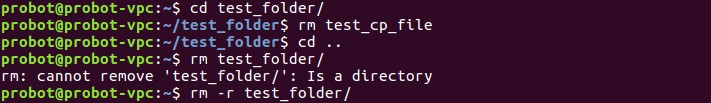 probot@probot-vpc:~$ cd test_folder/
probot@probot-vpc:~/test_folder$ rm test_cp_file
probot@probot-vpc:~/test_folder$ cd ..
probot@probot-vpc:~$ rm test_folder/
rm: cannot remove 'test_folder/': Is a directory
probot@probot-vpc:~$ rm -r test_folder/